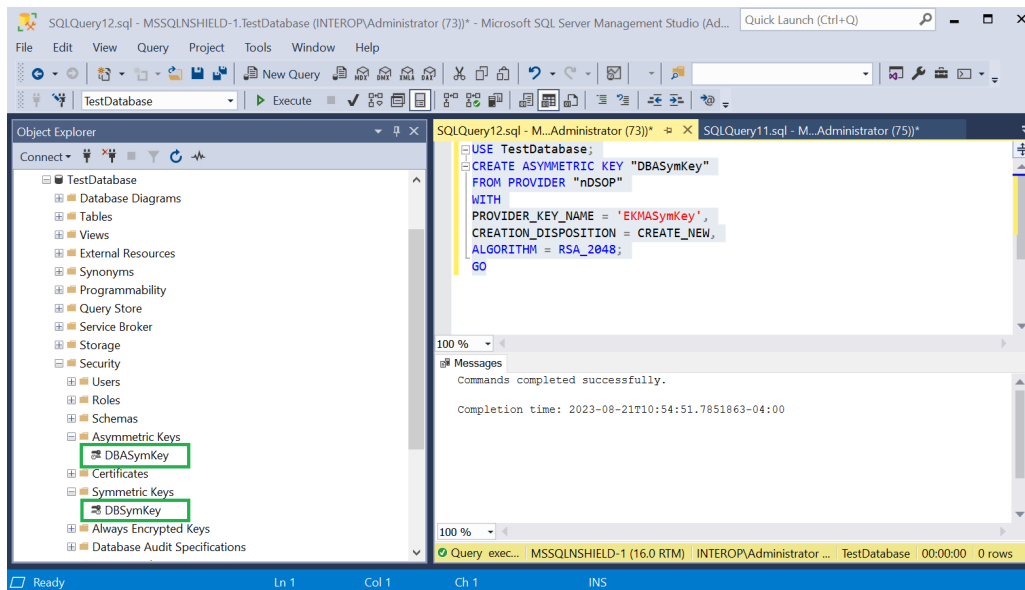 SQLQuery12.sql - MSSQLNSHIELD-1.TestDatabase (INTEROP\Administrator (73))* - Microsoft SQL Server Management Studio (Ad...
Quick Launch (Ctrl+Q)
File Edit View Query Project Tools Window Help
New Query MDX DMX XMLA DAX
TestDatabase Execute
Object Explorer
Connect
TestDatabase
Database Diagrams
Tables
Views
External Resources
Synonyms
Programmability
Query Store
Service Broker
Storage
Security
Users
Roles
Schemas
Asymmetric Keys
DBASymKey
Certificates
Symmetric Keys
DBSymKey
Always Encrypted Keys
Database Audit Specifications
SQLQuery12.sql - M...Administrator (73))* SQLQuery11.sql - M...Administrator (75))*
USE TestDatabase;
CREATE ASYMMETRIC KEY "DBASymKey"
FROM PROVIDER "nDSOP"
WITH
PROVIDER_KEY_NAME = 'EKMASymKey',
CREATION_DISPOSITION = CREATE_NEW,
ALGORITHM = RSA_2048;
GO
100 %
Messages
Commands completed successfully.
Completion time: 2023-08-21T10:54:51.7851863-04:00
100 %
Query exec... MSSQLNSHIELD-1 (16.0 RTM) INTEROP\Administrator ... TestDatabase 00:00:00 0 rows
Ready Ln 1 Col 1 Ch 1 INS